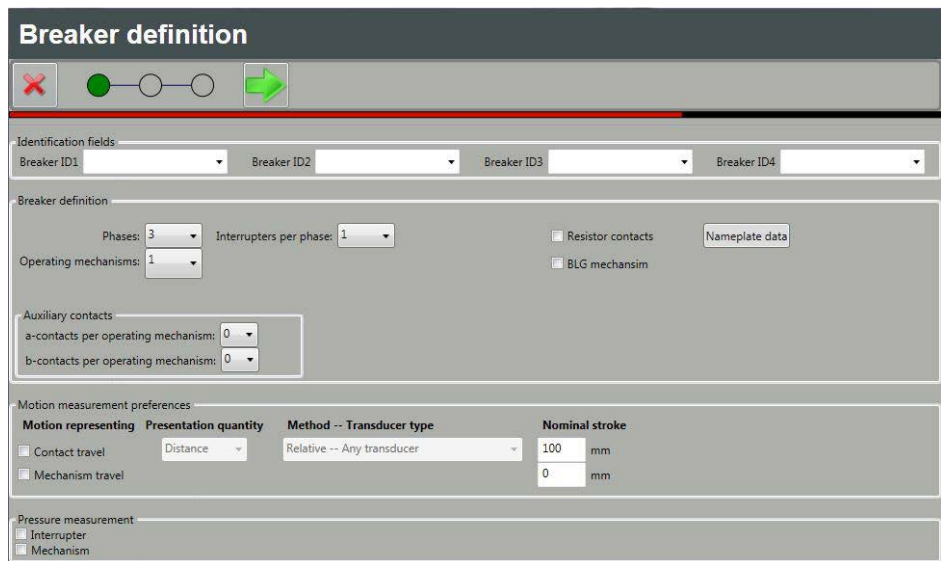 Breaker definition
Identification fields
Breaker ID1 Breaker ID2 Breaker ID3 Breaker ID4
Breaker definition
Phases: 3 Interrupters per phase: 1 Resistor contacts Nameplate data
Operating mechanisms: 1 BLG mechansim
Auxiliary contacts
a-contacts per operating mechanism: 0
b-contacts per operating mechanism: 0
Motion measurement preferences
Motion representing Presentation quantity Method -- Transducer type Nominal stroke
Contact travel Distance Relative -- Any transducer 100 mm
Mechanism travel 0 mm
Pressure measurement
Interrupter
Mechanism